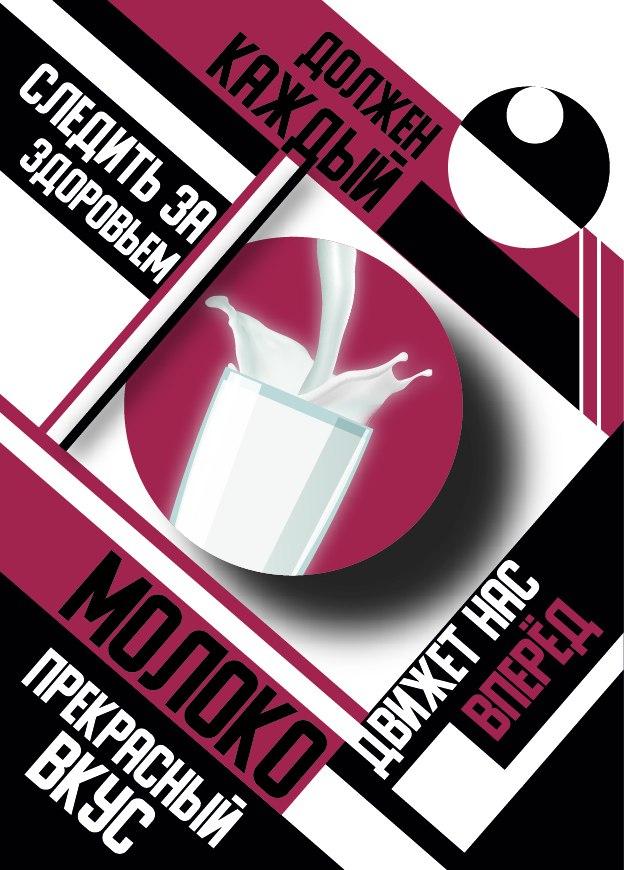 ДОЛЖЕН
КАЖДЫЙ
СЛЕДИТЬ ЗА
ЗДОРОВЬЕМ
МОЛОКО
ПРЕКРАСНЫЙ
ВКУС
ДВИЖЕТ НАС
ВПЕРЁД